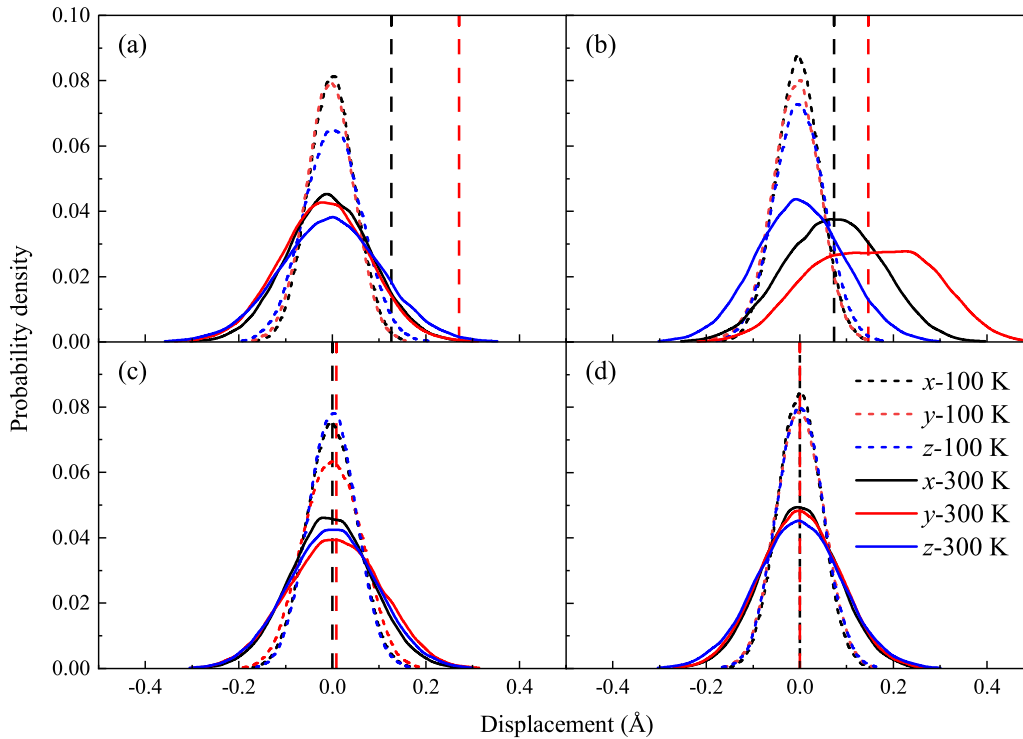 0.10
(a)
(b)
0.08
0.06
0.04
0.02
0.00
Probability density
(c)
(d)
0.08
0.06
0.04
0.02
0.00
x-100 K
y-100 K
z-100 K
x-300 K
y-300 K
z-300 K
-0.4 -0.2 0.0 0.2 0.4 -0.4 -0.2 0.0 0.2 0.4
Displacement (Å)